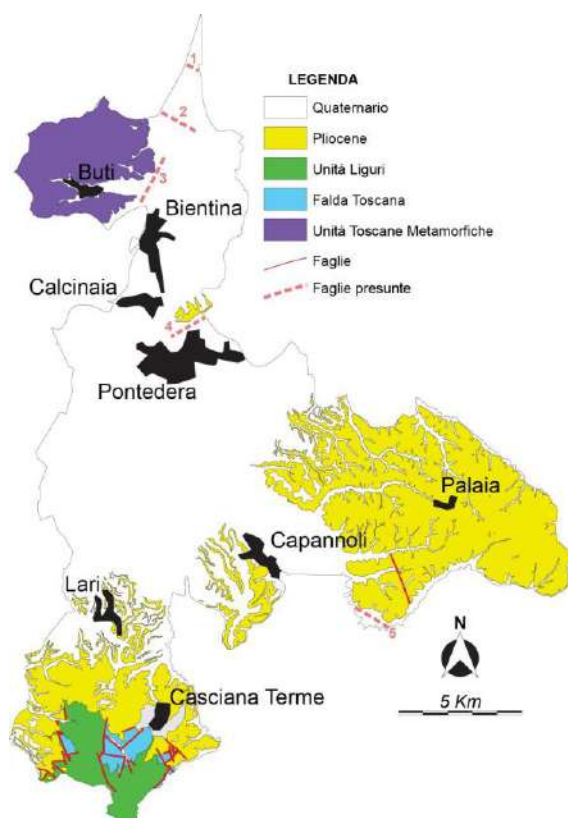 1
LEGENDA
Quaternario
2
Pliocene
Buti
3
Unità Liguri
Bientina
Falda Toscana
Unità Toscane Metamorfiche
Calcinaia
Faglie
Faglie presunte
4
Pontedera
Palaia
Capannoli
Lari
5
N
Casciana Terme
5 Km